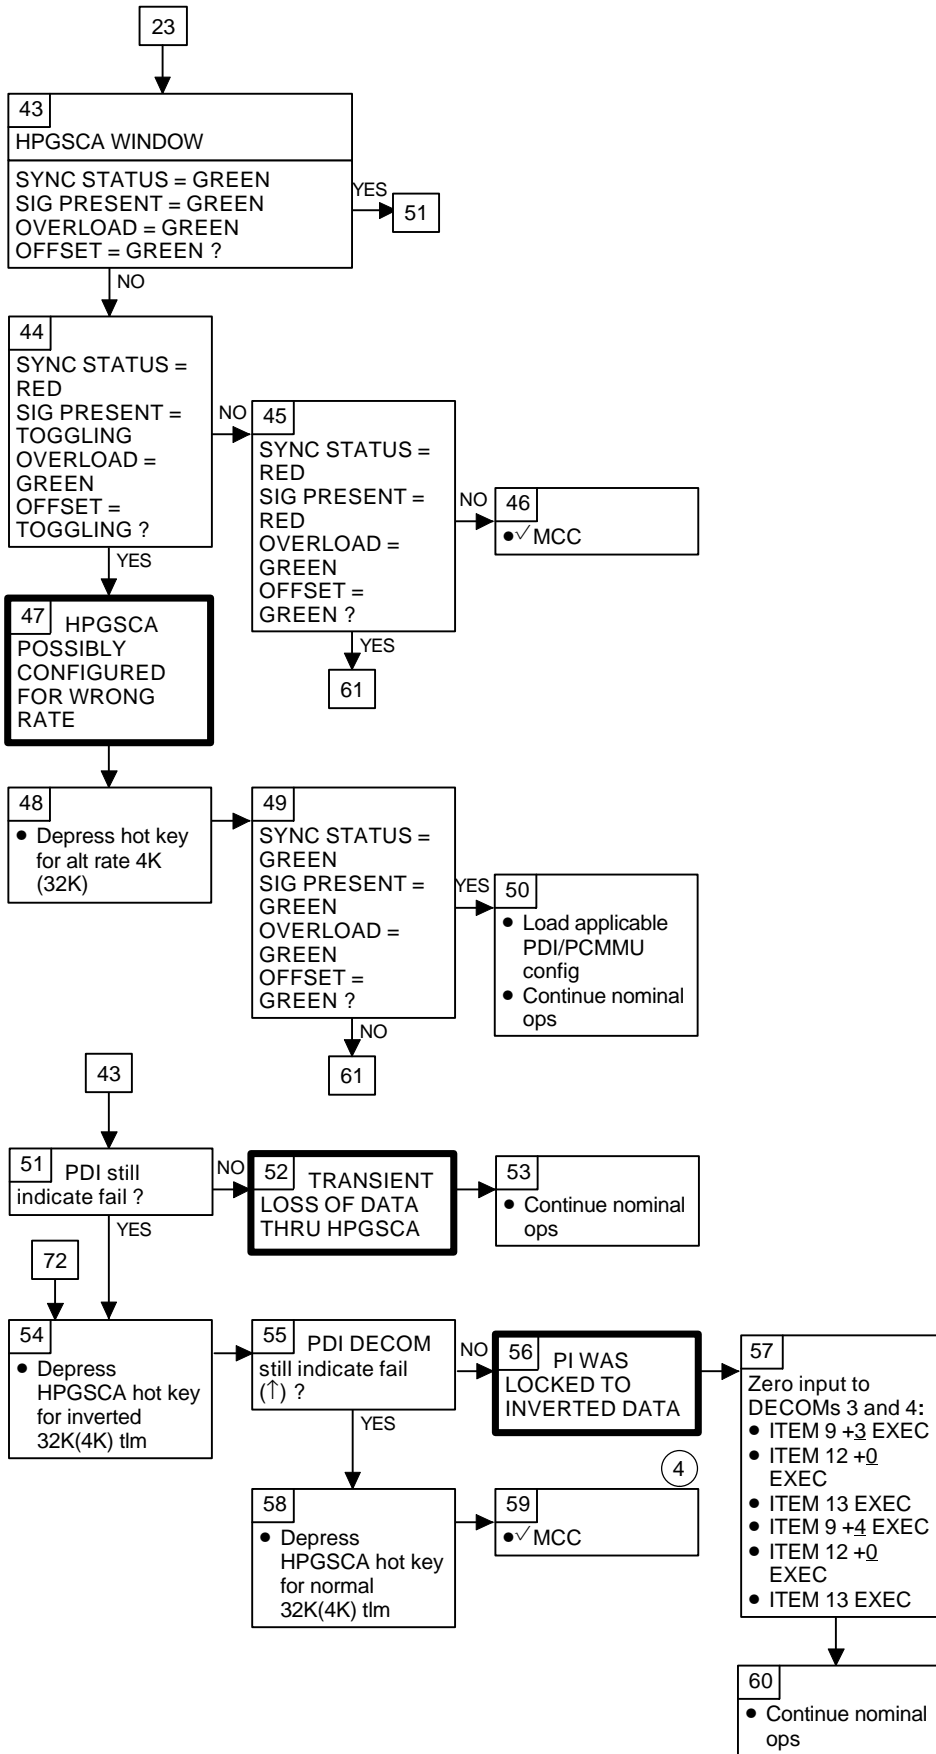 23
43
HPGSCA WINDOW
SYNC STATUS = GREEN
SIG PRESENT = GREEN
OVERLOAD = GREEN
OFFSET = GREEN ?
YES
51
NO
44
SYNC STATUS =
RED
SIG PRESENT =
TOGGLING
OVERLOAD =
GREEN
OFFSET =
TOGGLING ?
NO
45
SYNC STATUS =
RED
SIG PRESENT =
RED
OVERLOAD =
GREEN
OFFSET =
GREEN ?
NO
46
●√ MCC
YES
61
YES
47 HPGSCA
POSSIBLY
CONFIGURED
FOR WRONG
RATE
48
● Depress hot key
for alt rate 4K
(32K)
49
SYNC STATUS =
GREEN
SIG PRESENT =
GREEN
OVERLOAD =
GREEN
OFFSET =
GREEN ?
YES
50
● Load applicable
PDI/PCMMU
config
● Continue nominal
ops
NO
61
43
51 PDI still
indicate fail ?
NO
52 TRANSIENT
LOSS OF DATA
THRU HPGSCA
53
● Continue nominal
ops
YES
72
54
● Depress
HPGSCA hot key
for inverted
32K(4K) tlm
55 PDI DECOM
still indicate fail
(↑) ?
NO
56 PI WAS
LOCKED TO
INVERTED DATA
57
Zero input to
DECOMs 3 and 4:
● ITEM 9 +3 EXEC
● ITEM 12 +0
EXEC
● ITEM 13 EXEC
● ITEM 9 +4 EXEC
● ITEM 12 +0
EXEC
● ITEM 13 EXEC
YES
58
● Depress
HPGSCA hot key
for normal
32K(4K) tlm
4
59
●√ MCC
60
● Continue nominal
ops